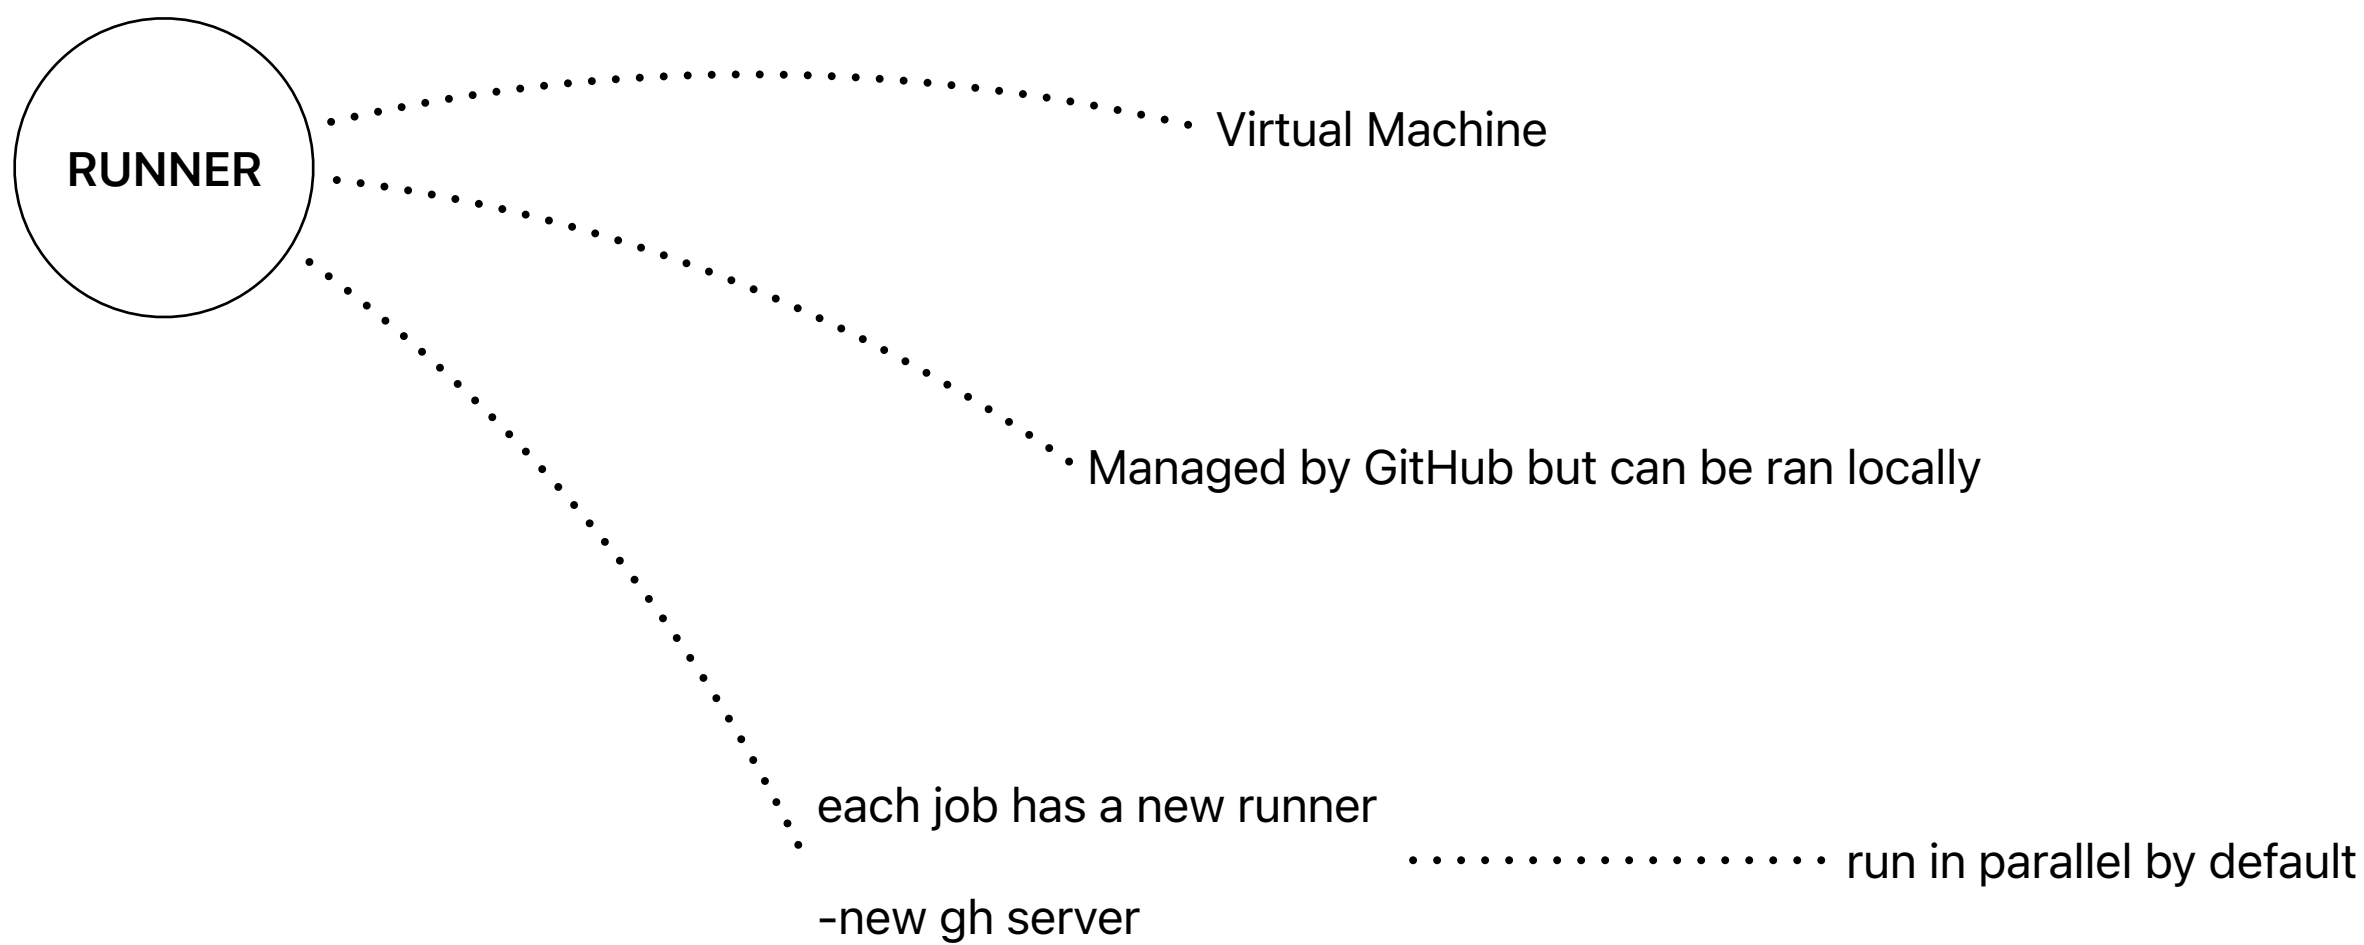 RUNNER
Virtual Machine
Managed by GitHub but can be ran locally
each job has a new runner
-new gh server
run in parallel by default